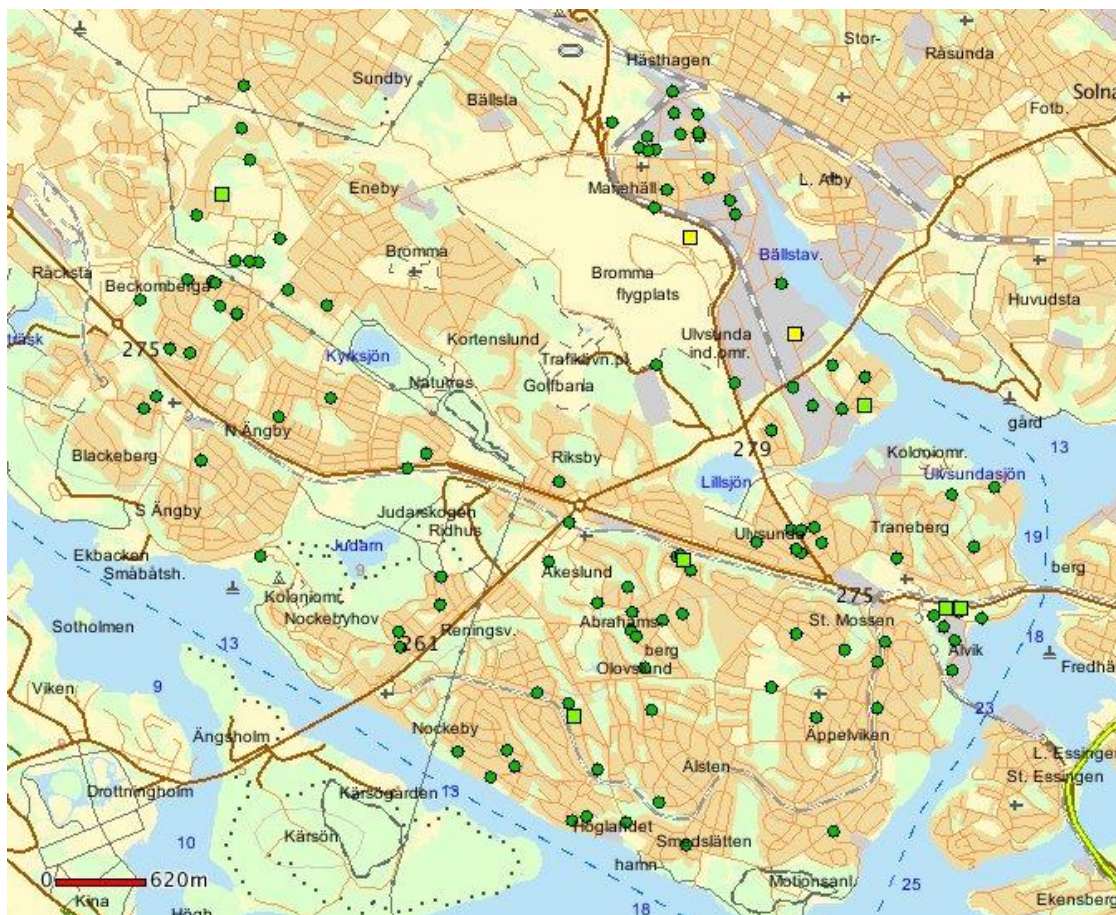 Stor-
Råsunda
Hästhagen
Sundby
Solna
Bällsta
Fotb.
L. Alby
Eneby
Mariehäll
Bromma
Bällstav.
Räcksta
Beckomberga
Bromma
flygplats
Huvudsta
träsk
275
Kyrksjön
Kortenslund
Ulvsunda
ind.omr.
Trafikövn.pl.
Golfbana
Naturres.
gård
N Ängby
279
13
Blackeberg
Riksby
Koloniomr.
Lillsjön
Ulvsundasjön
S Ängby
Judarskogen
Ridhus
Ulvsunda
Traneberg
19
Ekbacken
Småbåtsh.
Judarn
9
Åkeslund
berg
Koloniomr.
Nockebyhov
275
Sotholmen
13
261
Reningsv.
Abrahams-
berg
St. Mossen
18
Alvik
Olovslund
Fredhä
Viken
9
23
Ängsholm
Nockeby
Äppelviken
L. Essingen
Ålsten
St. Essingen
Drottningholm
Kärsögården
13
Kärsön
Höglandet
10
Smedslätten
hamn
0
620m
Motionsanl.
25
Kina
Högh
18
Ekensberg